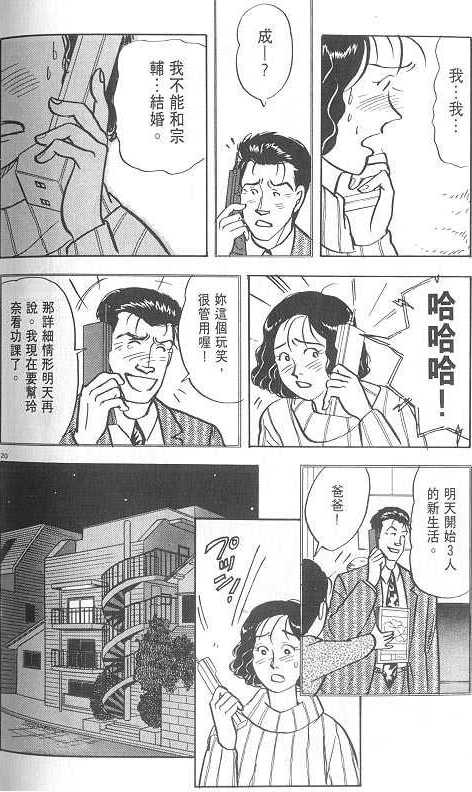 我…我…
成一?
我不能和宗
輔…結婚。
哈哈哈!
妳這個玩笑,
很管用喔!
那詳細情形明天再
說。我現在要幫玲
奈看功課了。
20
明天開始3人
的新生活。
爸爸!
プツッ